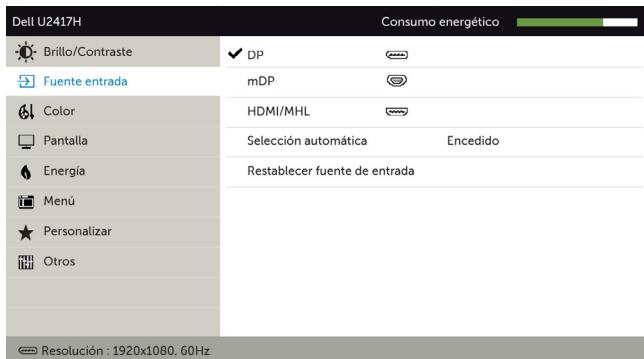 Dell U2417H Consumo energético
Brillo/Contraste
Fuente entrada
Color
Pantalla
Energía
Menú
Personalizar
Otros
DP
mDP
HDMI/MHL
Selección automática Encedido
Restablecer fuente de entrada
Resolución : 1920x1080, 60Hz